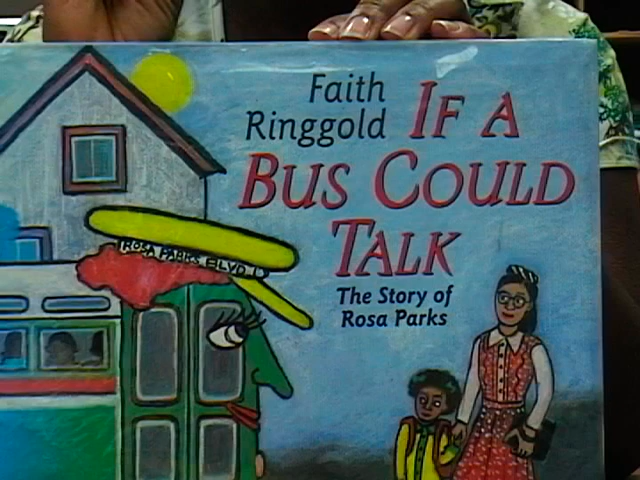 Faith
Ringgold
IF A
BUS COULD
TALK
The Story of
Rosa Parks
ROSA PARKS BLVD